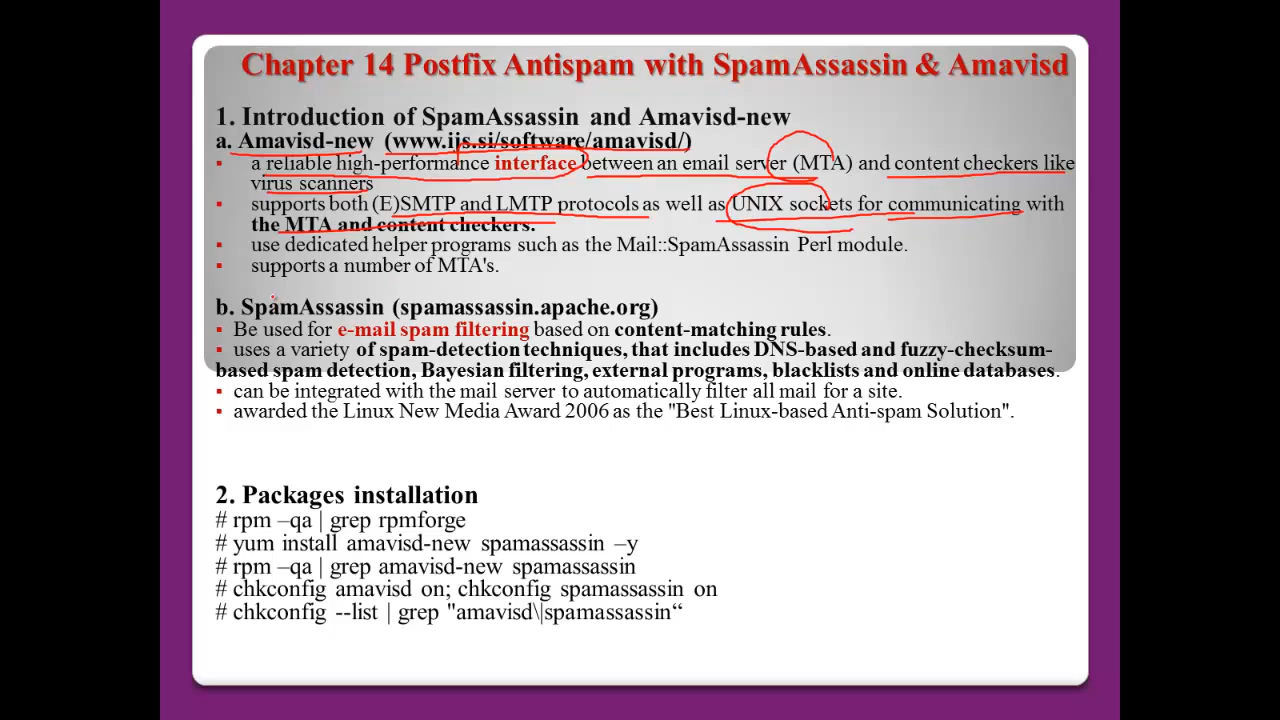 Chapter 14 Postfix Antispam with SpamAssassin & Amavisd
1. Introduction of SpamAssassin and Amavisd-new
a. Amavisd-new (www.ijs.si/software/amavisd/)
▪ a reliable high-performance interface between an email server (MTA) and content checkers like
virus scanners
▪ supports both (E)SMTP and LMTP protocols as well as UNIX sockets for communicating with
the MTA and content checkers.
▪ use dedicated helper programs such as the Mail::SpamAssassin Perl module.
▪ supports a number of MTA's.
b. SpamAssassin (spamassassin.apache.org)
▪ Be used for e-mail spam filtering based on content-matching rules.
▪ uses a variety of spam-detection techniques, that includes DNS-based and fuzzy-checksum-
based spam detection, Bayesian filtering, external programs, blacklists and online databases.
▪ can be integrated with the mail server to automatically filter all mail for a site.
▪ awarded the Linux New Media Award 2006 as the "Best Linux-based Anti-spam Solution".
2. Packages installation
# rpm –qa | grep rpmforge
# yum install amavisd-new spamassassin –y
# rpm –qa | grep amavisd-new spamassassin
# chkconfig amavisd on; chkconfig spamassassin on
# chkconfig --list | grep "amavisd\|spamassassin“